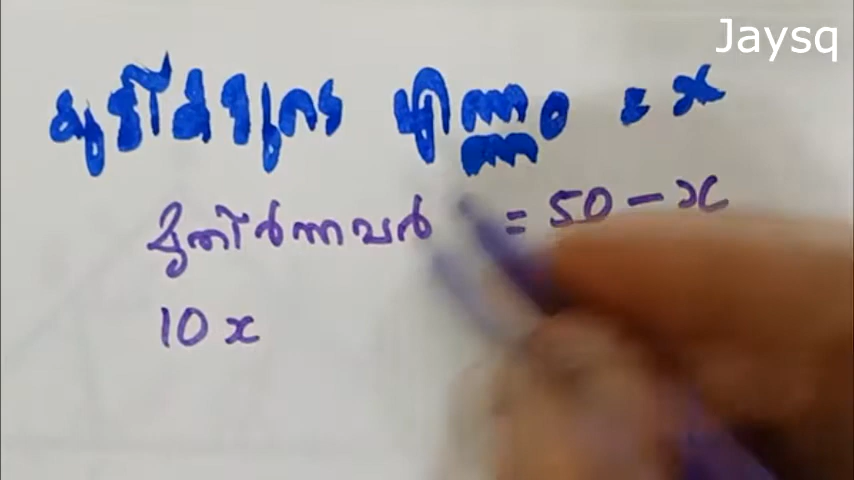 Jaysq
കുട്ടികളുടെ എണ്ണം = x
മുതിർന്നവർ = 50 - x
10 x